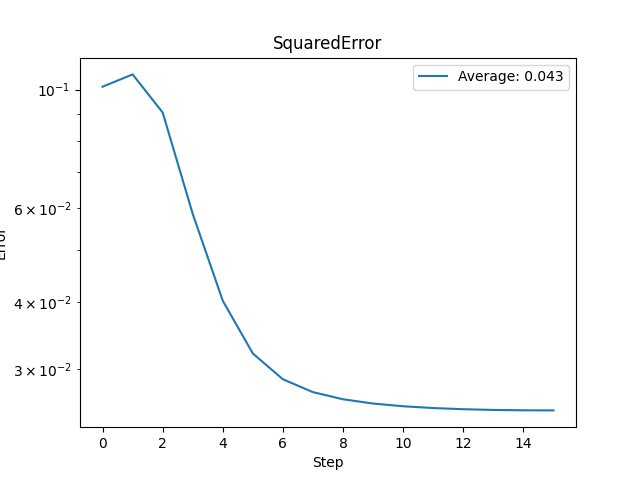 SquaredError
Average: 0.043
10⁻¹
6 × 10⁻²
4 × 10⁻²
3 × 10⁻²
Error
0 2 4 6 8 10 12 14
Step